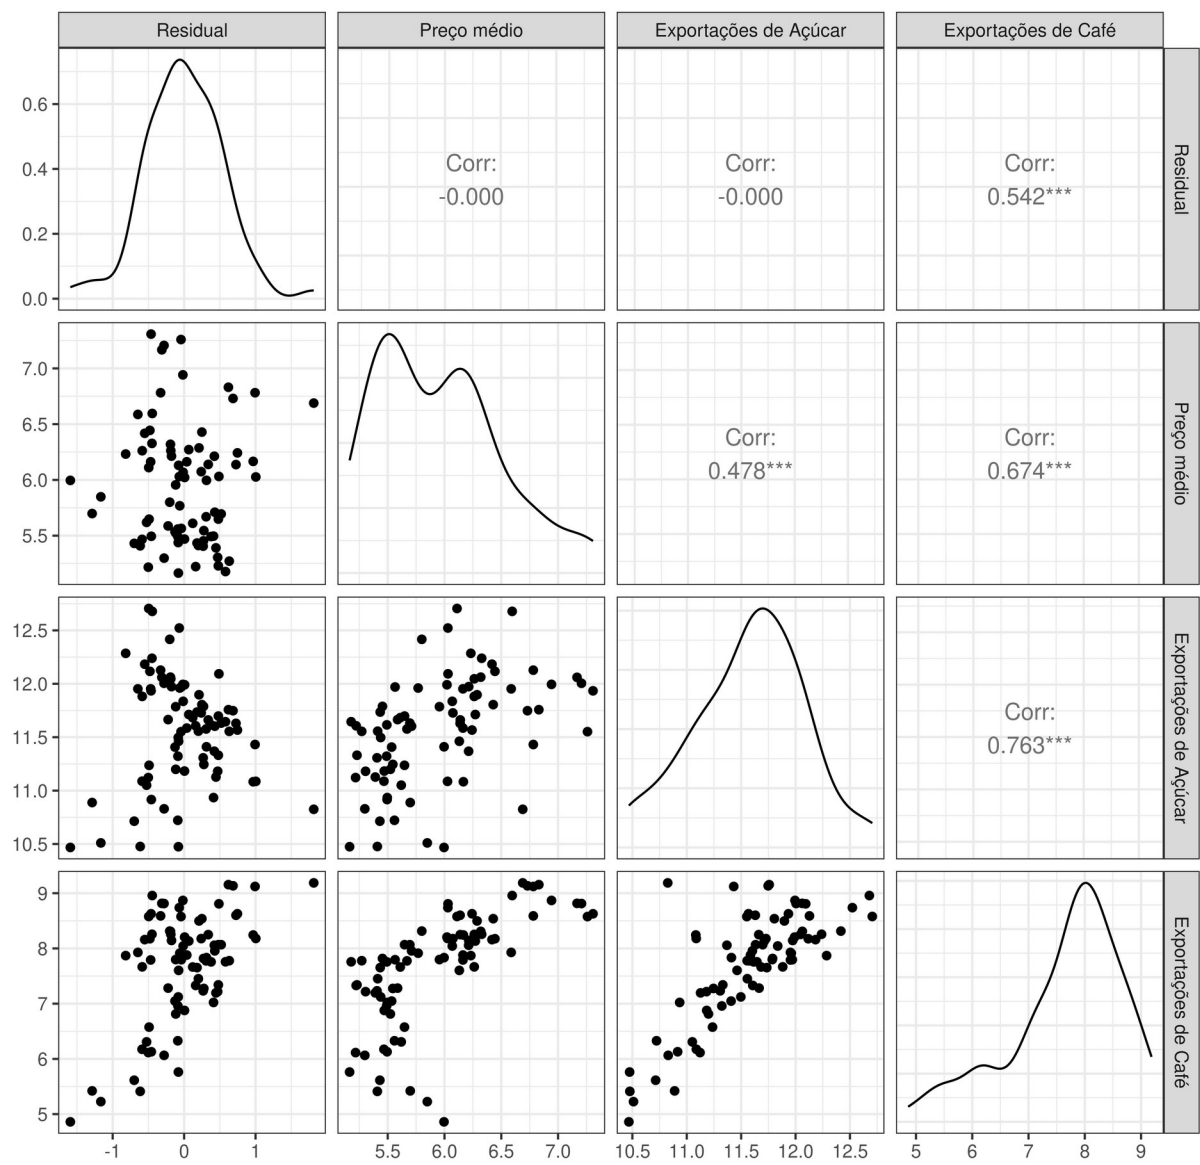 Residual
Preço médio
Exportações de Açúcar
Exportações de Café
0.6
0.4
0.2
0.0
Corr:
-0.000
Corr:
-0.000
Corr:
0.542***
Residual
7.0
6.5
6.0
5.5
Corr:
0.478***
Corr:
0.674***
Preço médio
12.5
12.0
11.5
11.0
10.5
Corr:
0.763***
Exportações de Açúcar
9
8
7
6
5
Exportações de Café
-1 0 1
5.5 6.0 6.5 7.0
10.5 11.0 11.5 12.0 12.5
5 6 7 8 9